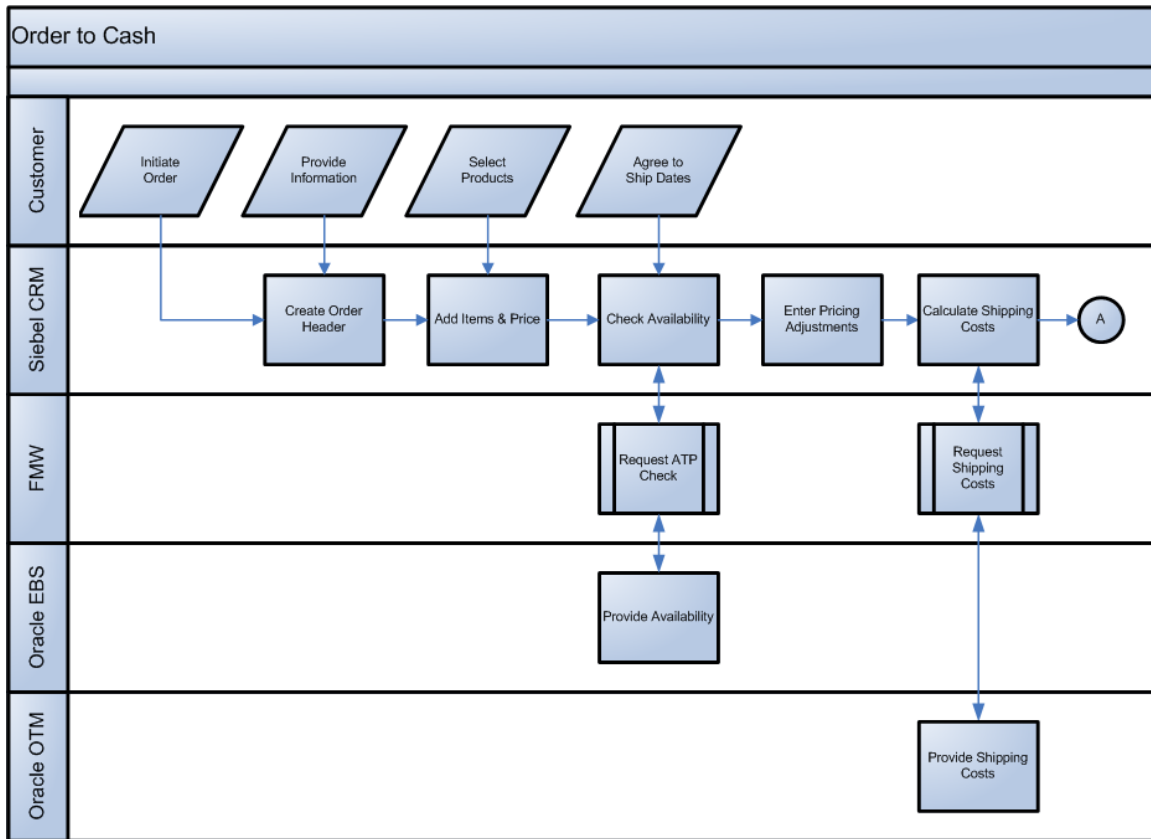 Order to Cash
Customer
Initiate
Order
Provide
Information
Select
Products
Agree to
Ship Dates
Siebel CRM
Create Order
Header
Add Items & Price
Check Availability
Enter Pricing
Adjustments
Calculate Shipping
Costs
A
FMW
Request ATP
Check
Request
Shipping
Costs
Oracle EBS
Provide Availability
Oracle OTM
Provide Shipping
Costs